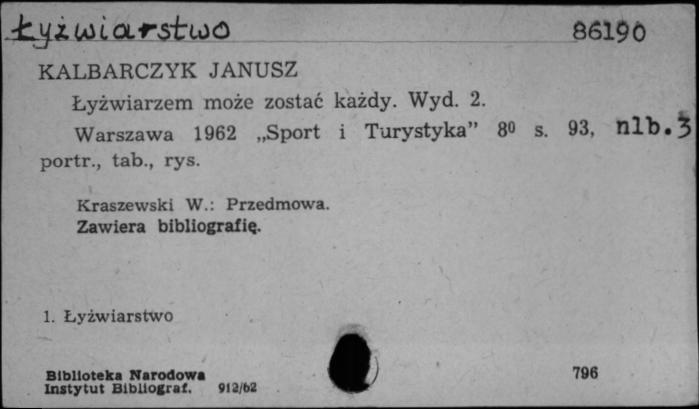 Łyżwiarstwo 86190
KALBARCZYK JANUSZ
Łyżwiarzem może zostać każdy. Wyd. 2.
Warszawa 1962 „Sport i Turystyka” 8⁰ s. 93, nlb. 3
portr., tab., rys.
Kraszewski W.: Przedmowa.
Zawiera bibliografię.
1. Łyżwiarstwo
Biblioteka Narodowa 796
Instytut Bibliograf. 912/62